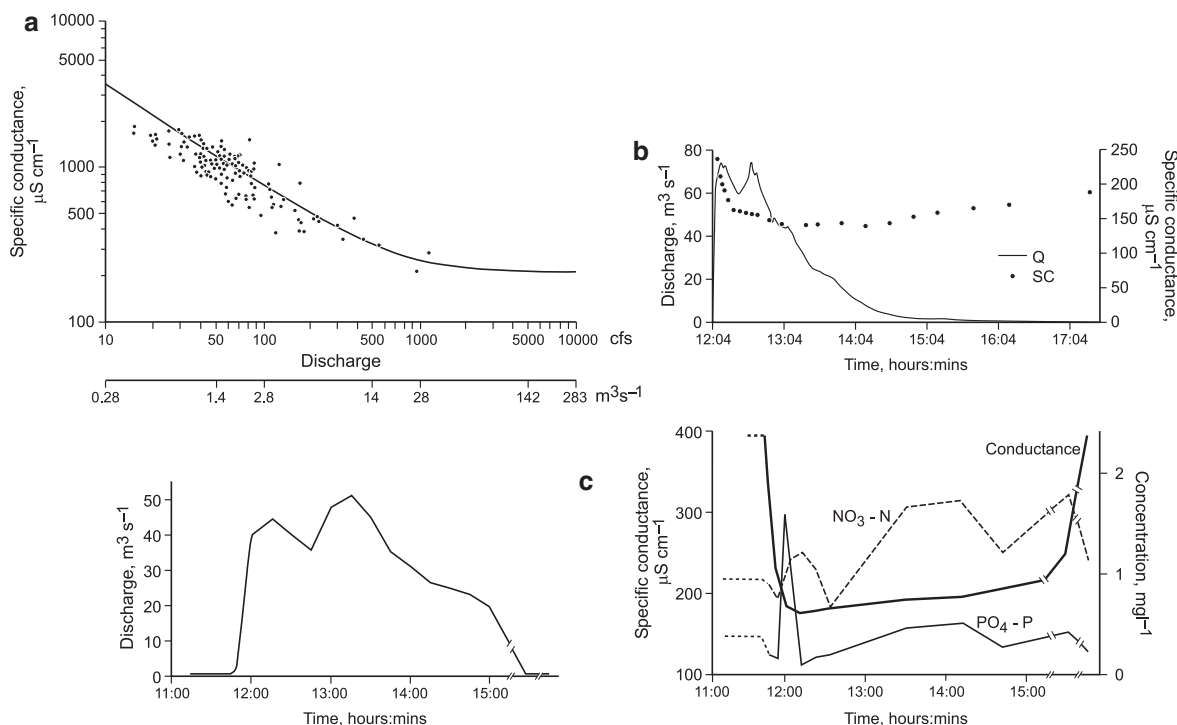 a
10000
5000
1000
500
100
Specific conductance,
µS cm–1
10
50
100
500
1000
5000
10000
cfs
Discharge
0.28
1.4
2.8
14
28
142
283
m3s–1
b
80
60
40
20
0
Discharge, m3 s–1
250
200
150
100
50
0
Specific conductance,
µS cm–1
Q
SC
12:04
13:04
14:04
15:04
16:04
17:04
Time, hours:mins
50
40
30
20
10
0
Discharge, m3 s–1
11:00
12:00
13:00
14:00
15:00
Time, hours:mins
c
400
300
200
100
Specific conductance,
µS cm–1
Conductance
NO3 - N
PO4 - P
2
1
0
Concentration, mgl–1
11:00
12:00
13:00
14:00
15:00
Time, hours:mins